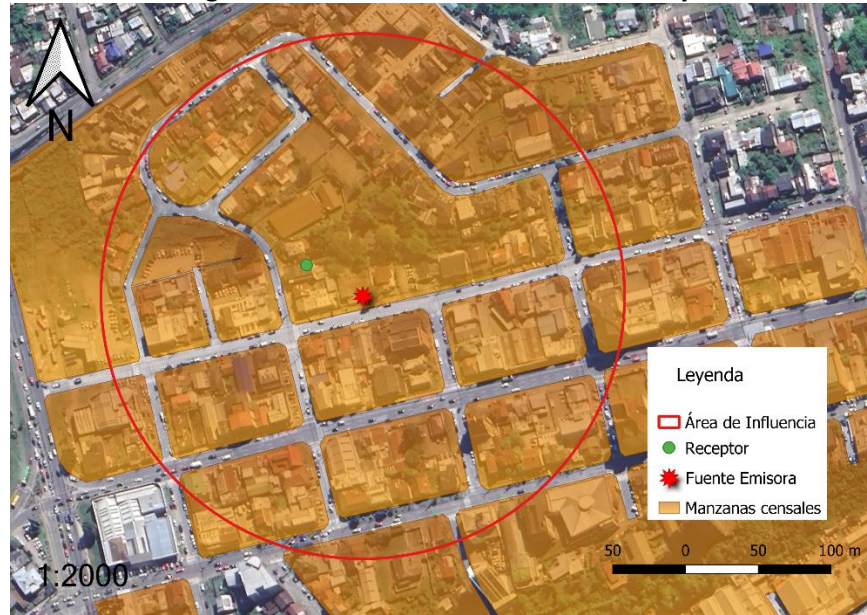 N
Leyenda
Área de Influencia
Receptor
Fuente Emisora
Manzanas censales
50 0 50 100 m
1:2000